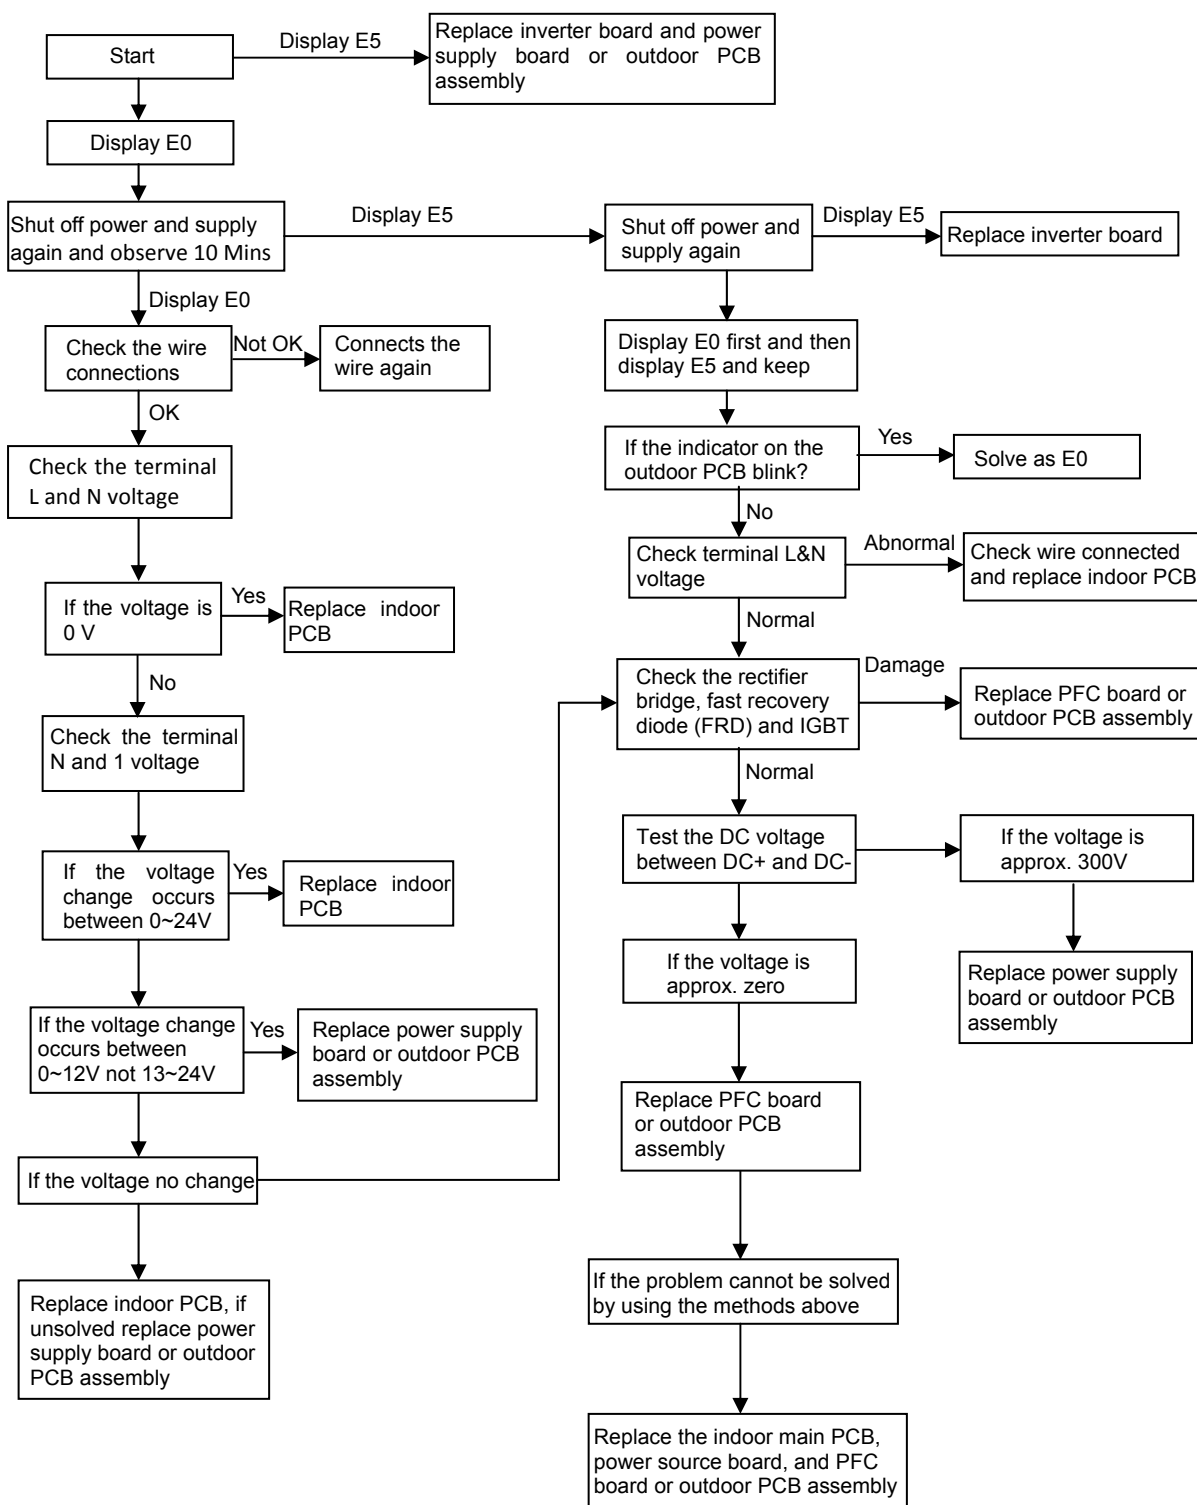 Start
Display E5
Replace inverter board and power
supply board or outdoor PCB
assembly
Display E0
Shut off power and supply
again and observe 10 Mins
Display E5
Shut off power and
supply again
Display E5
Replace inverter board
Display E0
Check the wire
connections
Not OK
Connects the
wire again
Display E0 first and then
display E5 and keep
OK
Check the terminal
L and N voltage
If the indicator on the
outdoor PCB blink?
Yes
Solve as E0
No
Check terminal L&N
voltage
Abnormal
Check wire connected
and replace indoor PCB
If the voltage is
0 V
Yes
Replace indoor
PCB
Normal
No
Check the rectifier
bridge, fast recovery
diode (FRD) and IGBT
Damage
Replace PFC board or
outdoor PCB assembly
Check the terminal
N and 1 voltage
Normal
Test the DC voltage
between DC+ and DC-
If the voltage is
approx. 300V
If the voltage
change occurs
between 0~24V
Yes
Replace indoor
PCB
If the voltage is
approx. zero
Replace power supply
board or outdoor PCB
assembly
If the voltage change
occurs between
0~12V not 13~24V
Yes
Replace power supply
board or outdoor PCB
assembly
Replace PFC board
or outdoor PCB
assembly
If the voltage no change
Replace indoor PCB, if
unsolved replace power
supply board or outdoor
PCB assembly
If the problem cannot be solved
by using the methods above
Replace the indoor main PCB,
power source board, and PFC
board or outdoor PCB assembly